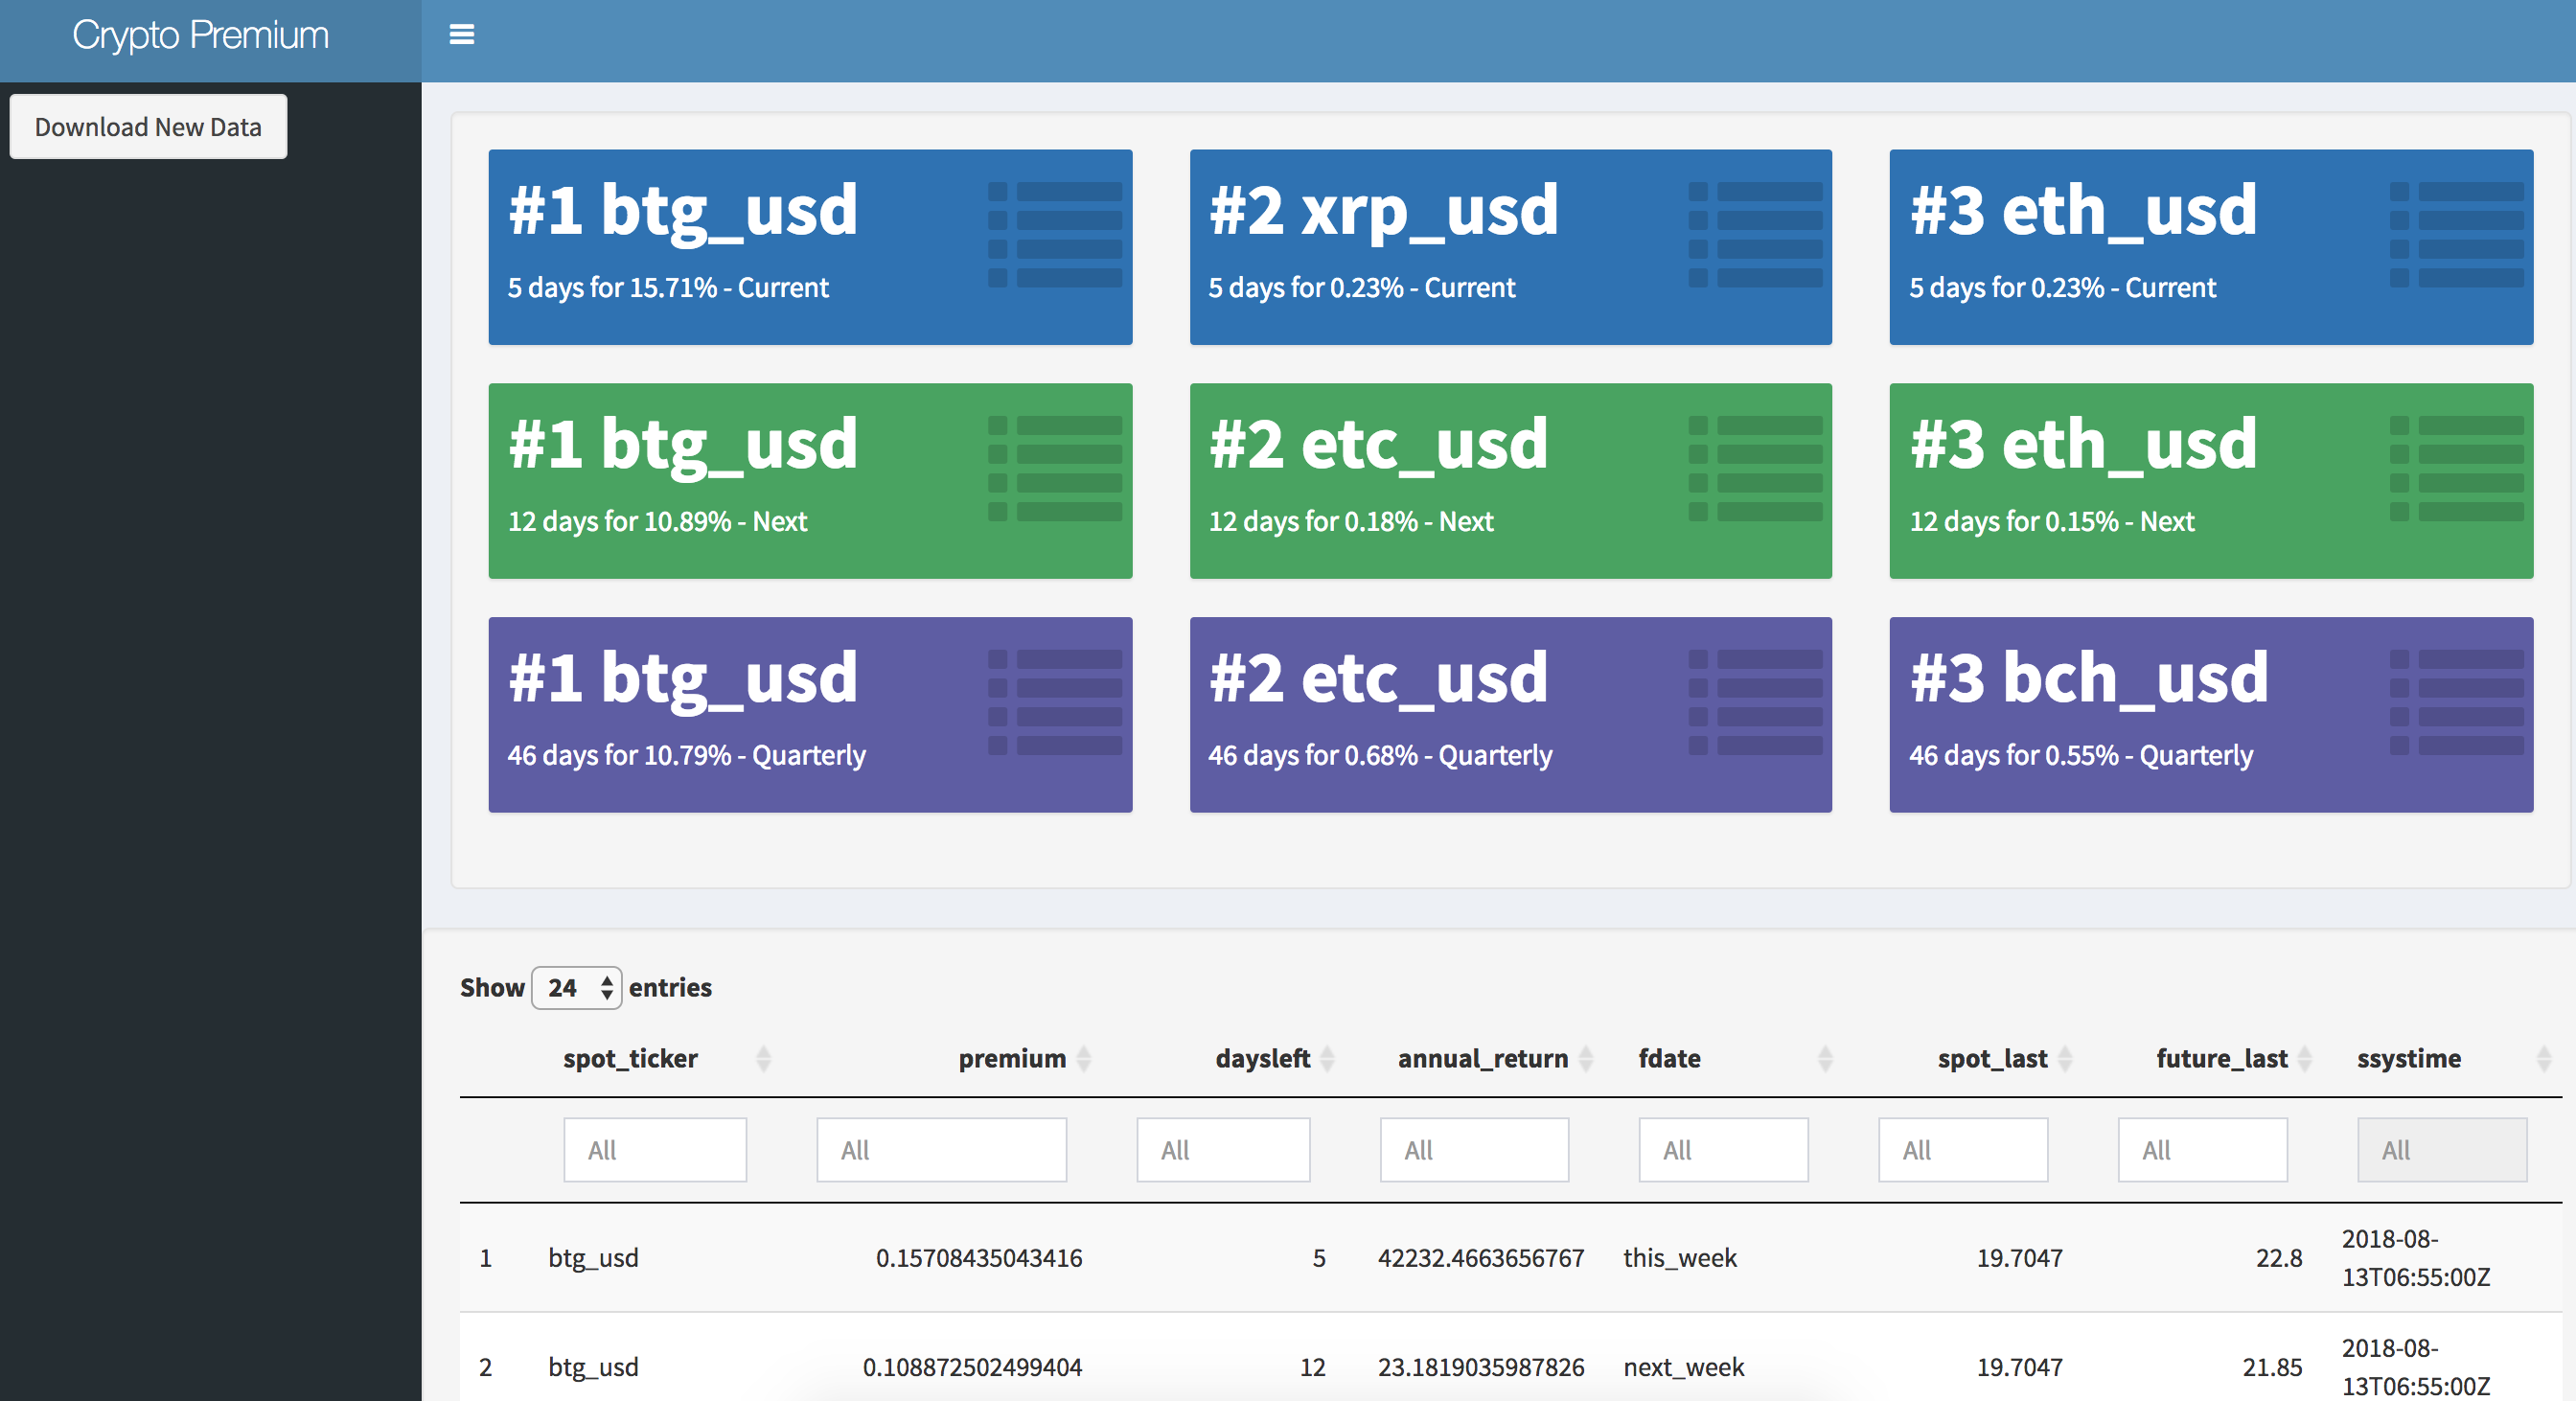 Crypto Premium
Download New Data
#1 btg_usd
5 days for 15.71% - Current
#2 xrp_usd
5 days for 0.23% - Current
#3 eth_usd
5 days for 0.23% - Current
#1 btg_usd
12 days for 10.89% - Next
#2 etc_usd
12 days for 0.18% - Next
#3 eth_usd
12 days for 0.15% - Next
#1 btg_usd
46 days for 10.79% - Quarterly
#2 etc_usd
46 days for 0.68% - Quarterly
#3 bch_usd
46 days for 0.55% - Quarterly
Show 24 entries
spot_ticker premium daysleft annual_return fdate spot_last future_last ssystime
All All All All All All All All
1 btg_usd 0.15708435043416 5 42232.4663656767 this_week 19.7047 22.8 2018-08-
13T06:55:00Z
2 btg_usd 0.108872502499404 12 23.1819035987826 next_week 19.7047 21.85 2018-08-
13T06:55:00Z